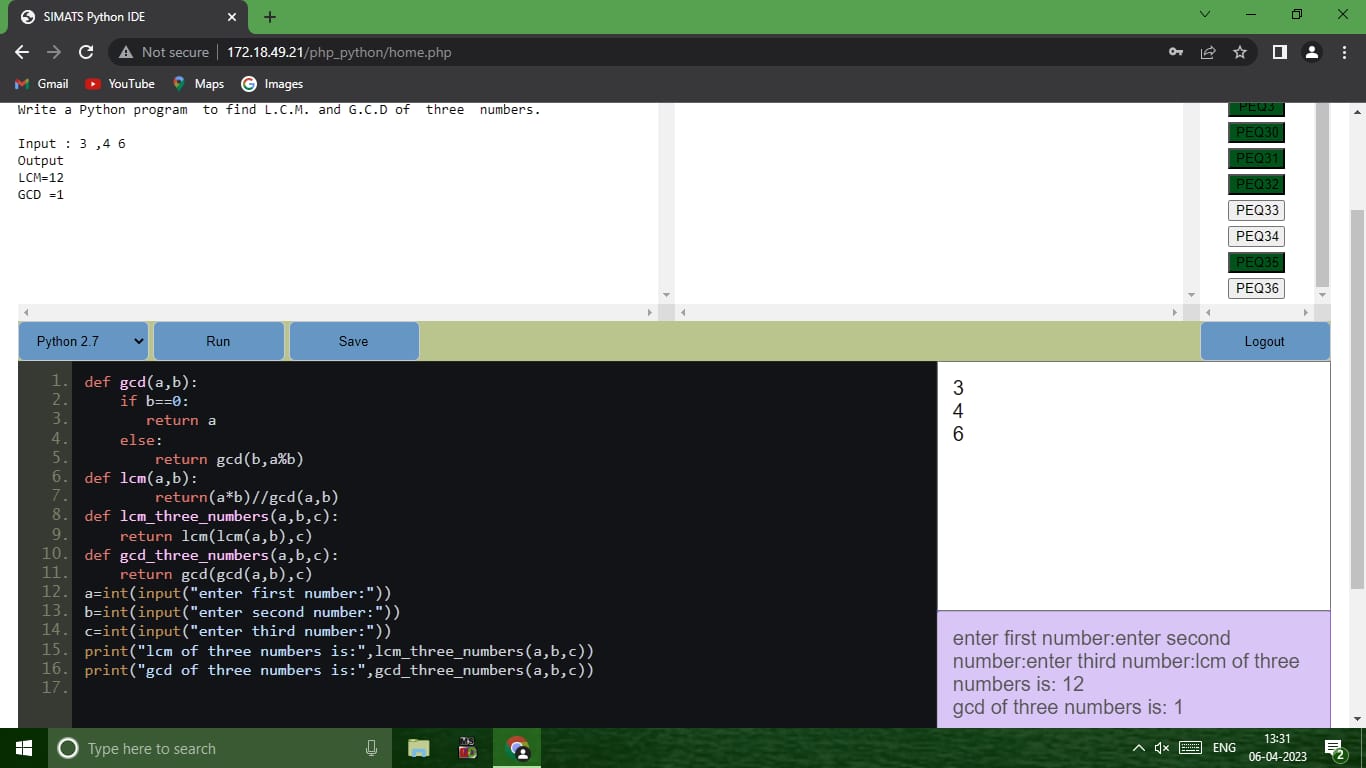 SIMATS Python IDE
Not secure | 172.18.49.21/php_python/home.php
Gmail YouTube Maps Images
Write a Python program  to find L.C.M. and G.C.D of  three  numbers.
Input : 3 ,4 6
Output
LCM=12
GCD =1
PEQ3
PEQ30
PEQ31
PEQ32
PEQ33
PEQ34
PEQ35
PEQ36
Python 2.7 Run Save Logout
1. def gcd(a,b):
2.     if b==0:
3.        return a
4.     else:
5.         return gcd(b,a%b)
6. def lcm(a,b):
7.         return(a*b)//gcd(a,b)
8. def lcm_three_numbers(a,b,c):
9.     return lcm(lcm(a,b),c)
10. def gcd_three_numbers(a,b,c):
11.     return gcd(gcd(a,b),c)
12. a=int(input("enter first number:"))
13. b=int(input("enter second number:"))
14. c=int(input("enter third number:"))
15. print("lcm of three numbers is:",lcm_three_numbers(a,b,c))
16. print("gcd of three numbers is:",gcd_three_numbers(a,b,c))
17.
3
4
6
enter first number:enter second
number:enter third number:lcm of three
numbers is: 12
gcd of three numbers is: 1
Type here to search
ENG
13:31
06-04-2023
2